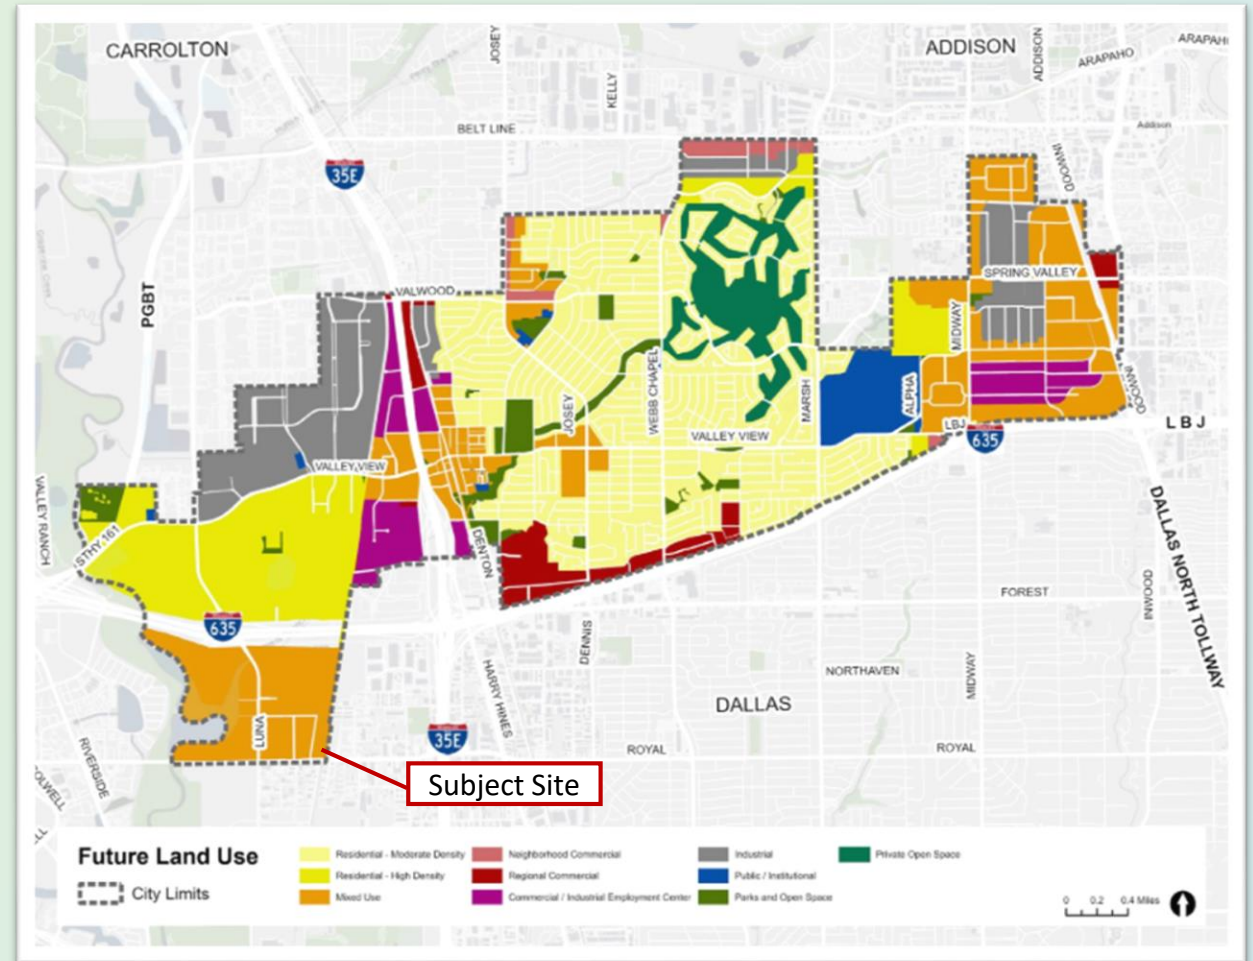 CARROLTON
JOSEY
KELLY
ADDISON
ADDISON
ARAPAHO
ARAPAH
BELT LINE
Addison
INWOOD
35E
PGBT
VALWOOD
SPRING VALLEY
MIDWAY
WEBB CHAPEL
JOSEY
MARSH
ALPHA
INWOOD
LBJ
LBJ
635
VALLEY VIEW
VALLEY VIEW
VALLEY RANCH
STHY 161
DENTON
DALLAS NORTH TOLLWAY
635
FOREST
INWOOD
DENNIS
HARRY HINES
NORTHAVEN
MIDWAY
DALLAS
LUNA
35E
ROYAL
ROYAL
RIVERSIDE
Subject Site
Future Land Use
City Limits
Residential - Moderate Density
Residential - High Density
Mixed Use
Neighborhood Commercial
Regional Commercial
Commercial / Industrial Employment Center
Industrial
Public / Institutional
Parks and Open Space
Private Open Space
0 0.2 0.4 Miles